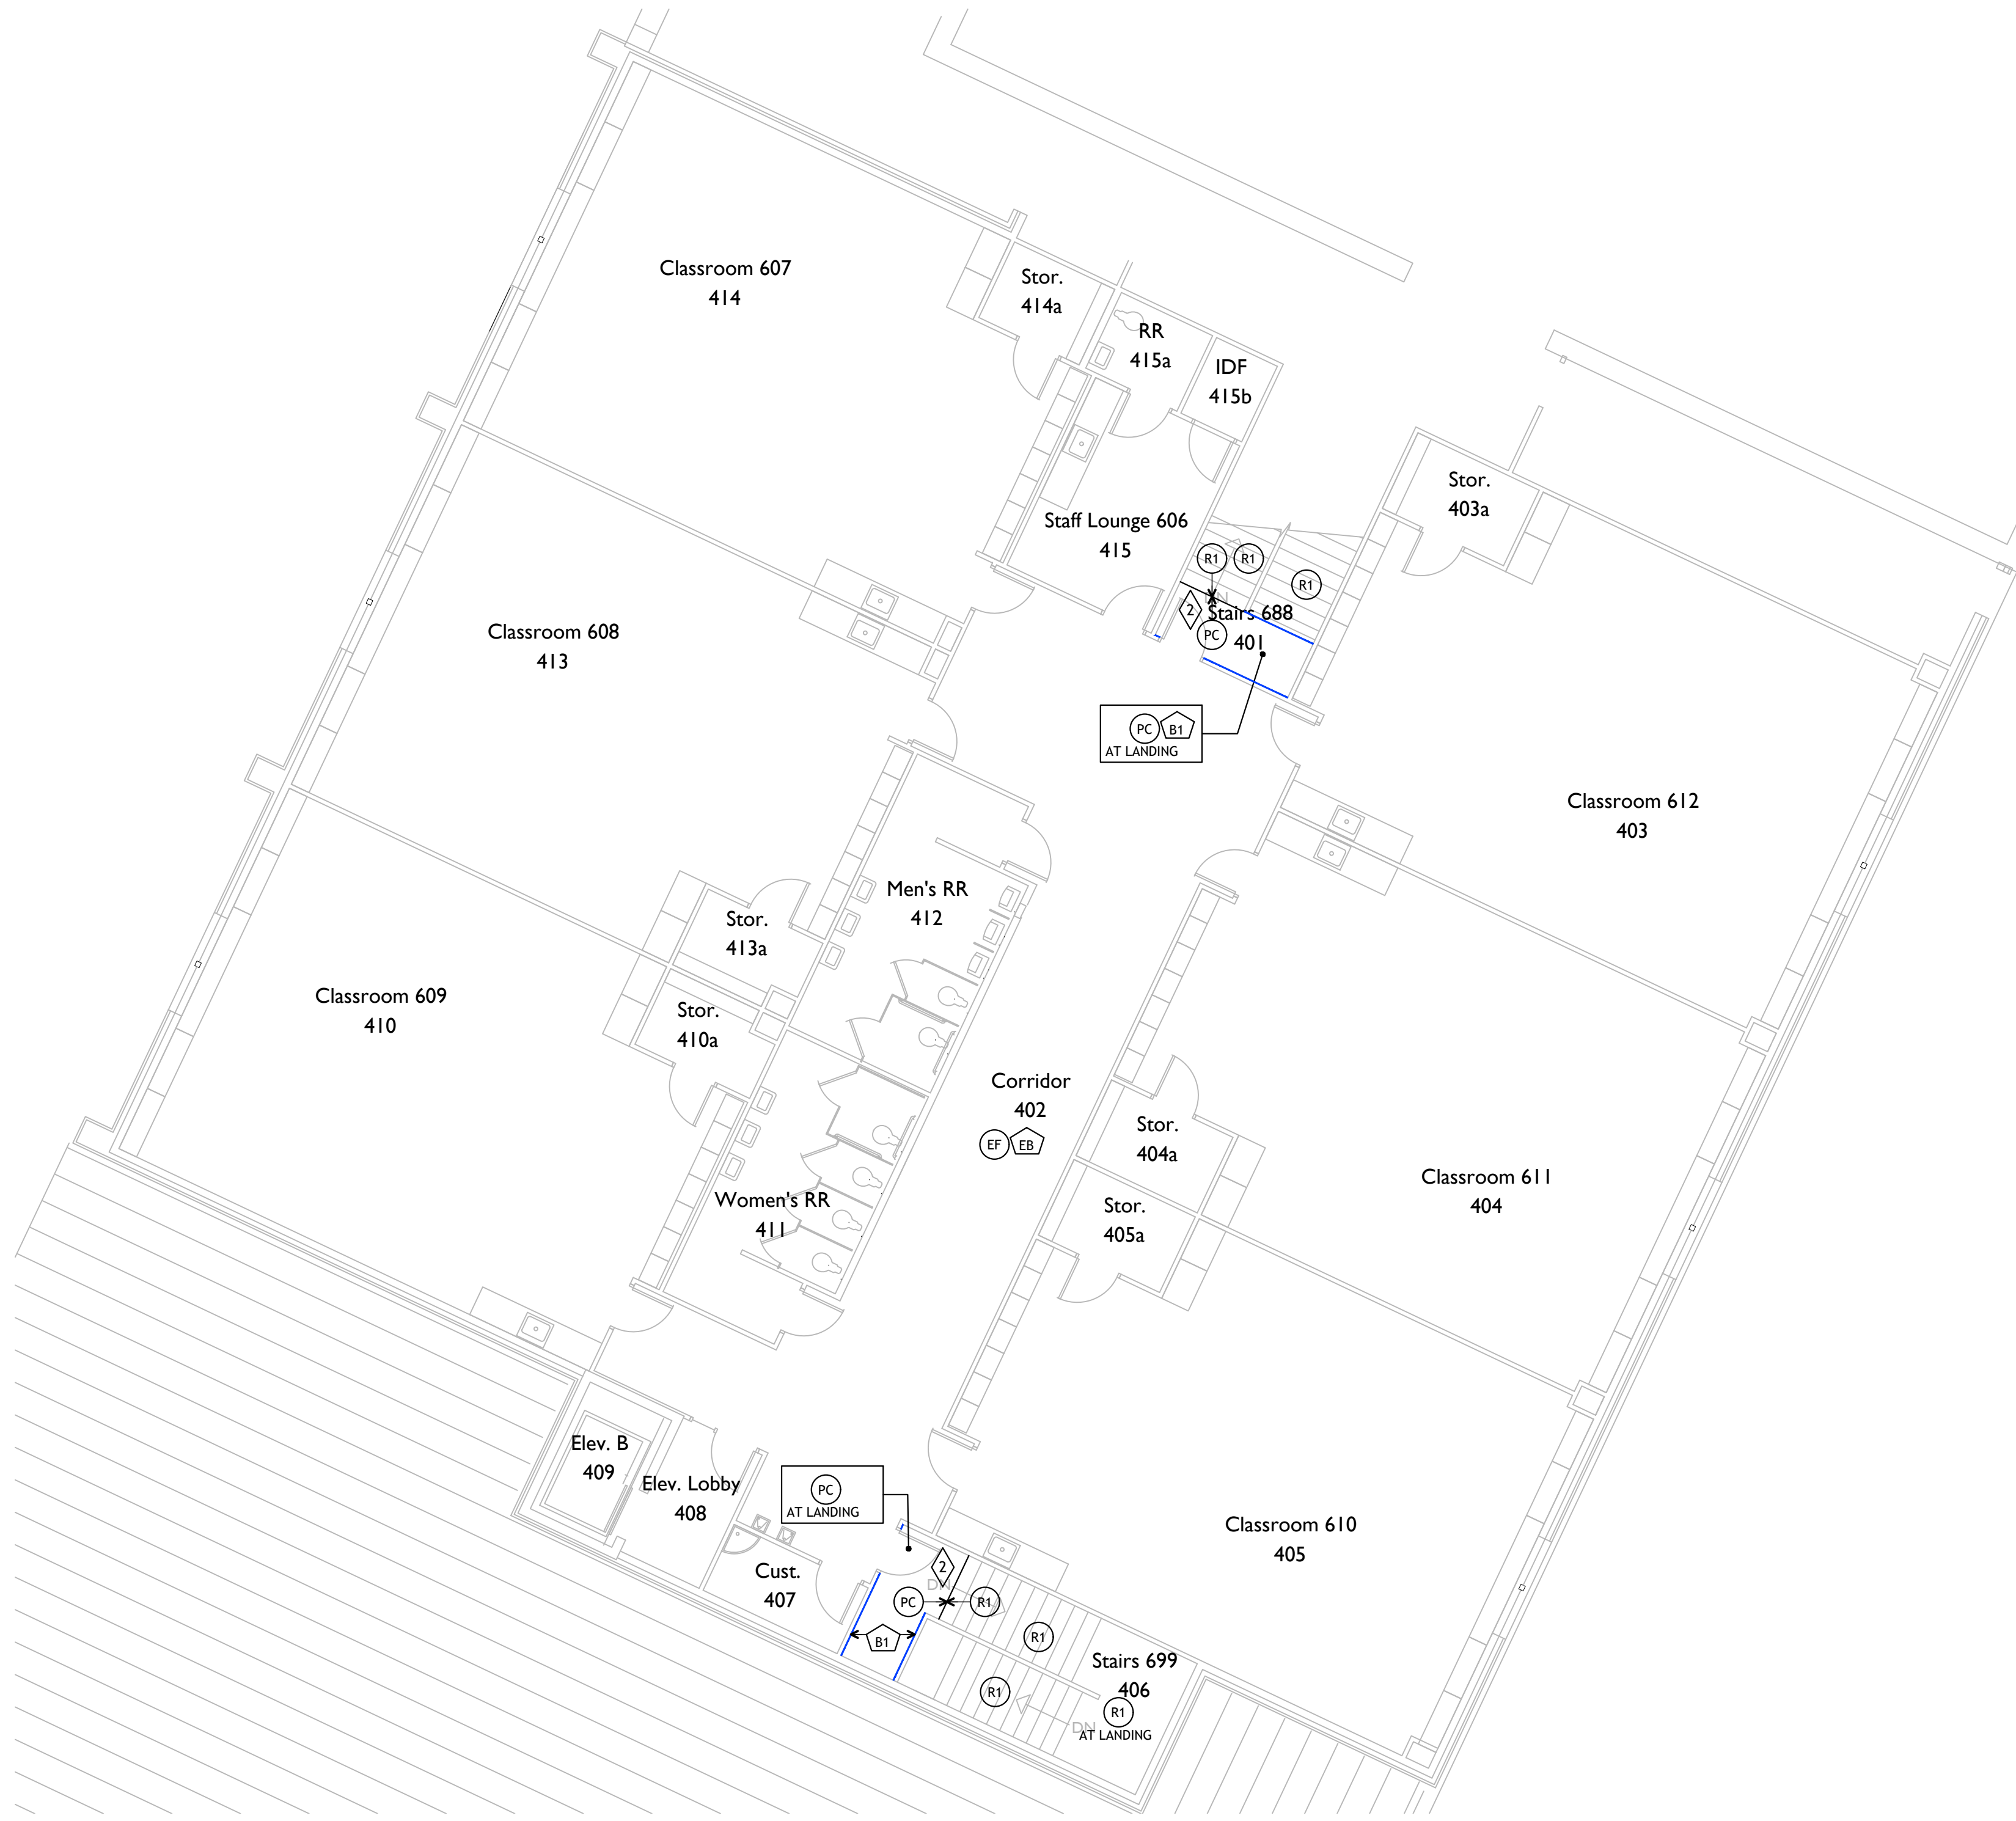 Classroom 607
414
Stor.
414a
RR
415a
IDF
415b
Stor.
403a
Staff Lounge 606
415
R1
R1
R1
DN
2
Stairs 688
401
PC
Classroom 608
413
PC
B1
AT LANDING
Classroom 612
403
Men's RR
412
Stor.
413a
Classroom 609
410
Stor.
410a
Corridor
402
EF
EB
Stor.
404a
Classroom 611
404
Women's RR
411
Stor.
405a
Elev. B
409
Elev. Lobby
408
PC
AT LANDING
Classroom 610
405
Cust.
407
2
DN
PC
R1
B1
R1
Stairs 699
406
R1
R1
DN
AT LANDING